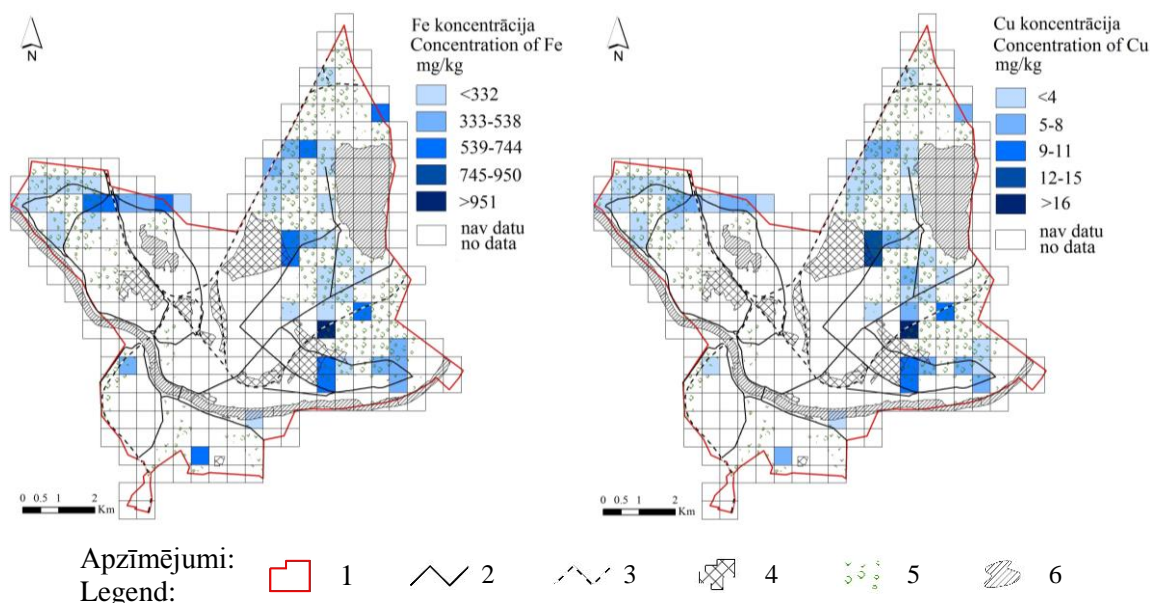 N
Fe koncentrācija
Concentration of Fe
mg/kg
<332
333-538
539-744
745-950
>951
nav datu
no data
0 0.5 1 2
Km
N
Cu koncentrācija
Concentration of Cu
mg/kg
<4
5-8
9-11
12-15
>16
nav datu
no data
0 0.5 1 2
Km
Apzīmējumi:
Legend:
1 2 3 4 5 6